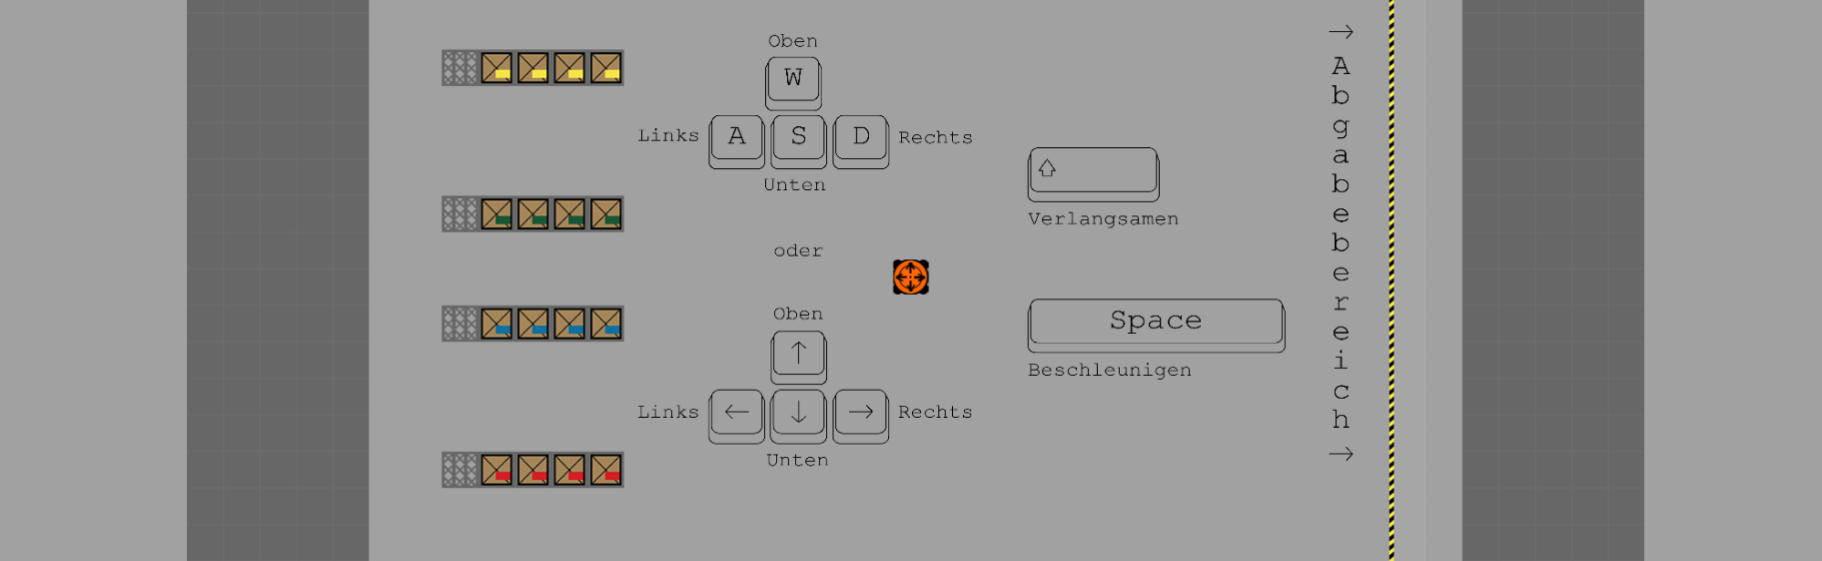 Oben
W
Links A S D Rechts
Unten
oder
Oben
↑
Links ← ↓ → Rechts
Unten
⇧
Verlangsamen
Space
Beschleunigen
→
A
b
g
a
b
e
b
e
r
e
i
c
h
→